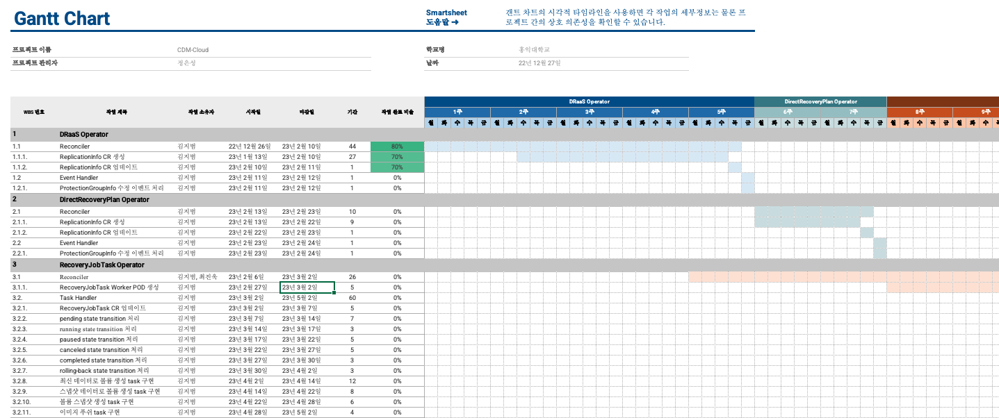 Gantt Chart
Smartsheet 도움말 ➜
갠트 차트의 시각적 타임라인을 사용하면 각 작업의 세부정보는 물론 프
로젝트 간의 상호 의존성을 확인할 수 있습니다.
프로젝트 이름 CDM-Cloud 학교명 홍익대학교
프로젝트 관리자 정은성 날짜 22년 12월 27일
DRaaS Operator DirectRecoveryPlan Operator
WBS 번호 작업 제목 작업 소유자 시작일 마감일 기간 작업 완료 비율 1주 2주 3주 4주 5주 6주 7주 8주 9주
월 화 수 목 금 월 화 수 목 금 월 화 수 목 금 월 화 수 목 금 월 화 수 목 금 월 화 수 목 금 월 화 수 목 금 월 화 수 목 금 월 화 수 목
1 DRaaS Operator
1.1 Reconciler 김지범 22년 12월 26일 23년 2월 10일 44 80%
1.1.1. ReplicationInfo CR 생성 김지범 23년 1월 13일 23년 2월 10일 27 70%
1.1.2. ReplicationInfo CR 업데이트 김지범 23년 2월 10일 23년 2월 11일 1 70%
1.2 Event Handler 김지범 23년 2월 11일 23년 2월 12일 1 0%
1.2.1. ProtectionGroupInfo 수정 이벤트 처리 김지범 23년 2월 11일 23년 2월 12일 1 0%
2 DirectRecoveryPlan Operator
2.1 Reconciler 김지범 23년 2월 13일 23년 2월 23일 10 0%
2.1.1. ReplicationInfo CR 생성 김지범 23년 2월 13일 23년 2월 22일 9 0%
2.1.2. ReplicationInfo CR 업데이트 김지범 23년 2월 22일 23년 2월 23일 1 0%
2.2 Event Handler 김지범 23년 2월 23일 23년 2월 24일 1 0%
2.2.1. ProtectionGroupInfo 수정 이벤트 처리 김지범 23년 2월 23일 23년 2월 24일 1 0%
3 RecoveryJobTask Operator
3.1 Reconciler 김지범, 최진욱 23년 2월 6일 23년 3월 2일 26 0%
3.1.1. RecoveryJobTask Worker POD 생성 김지범 23년 2월 27일 23년 3월 2일 5 0%
3.2. Task Handler 김지범 23년 3월 2일 23년 5월 2일 60 0%
3.2.1. RecoveryJobTask CR 업데이트 김지범 23년 3월 2일 23년 3월 7일 5 0%
3.2.2. pending state transition 처리 김지범 23년 3월 7일 23년 3월 14일 7 0%
3.2.3. running state transition 처리 김지범 23년 3월 14일 23년 3월 17일 3 0%
3.2.4. paused state transition 처리 김지범 23년 3월 17일 23년 3월 22일 5 0%
3.2.5. canceled state transition 처리 김지범 23년 3월 22일 23년 3월 27일 5 0%
3.2.6. completed state transition 처리 김지범 23년 3월 27일 23년 3월 30일 3 0%
3.2.7. rolling-back state transition 처리 김지범 23년 3월 30일 23년 4월 2일 3 0%
3.2.8. 최신 데이터로 볼륨 생성 task 구현 김지범 23년 4월 2일 23년 4월 14일 12 0%
3.2.9. 스냅샷 데이터로 볼륨 생성 task 구현 김지범 23년 4월 14일 23년 4월 22일 8 0%
3.2.10. 볼륨 스냅샷 생성 task 구현 김지범 23년 4월 22일 23년 4월 28일 6 0%
3.2.11. 이미지 푸쉬 task 구현 김지범 23년 4월 28일 23년 5월 2일 4 0%